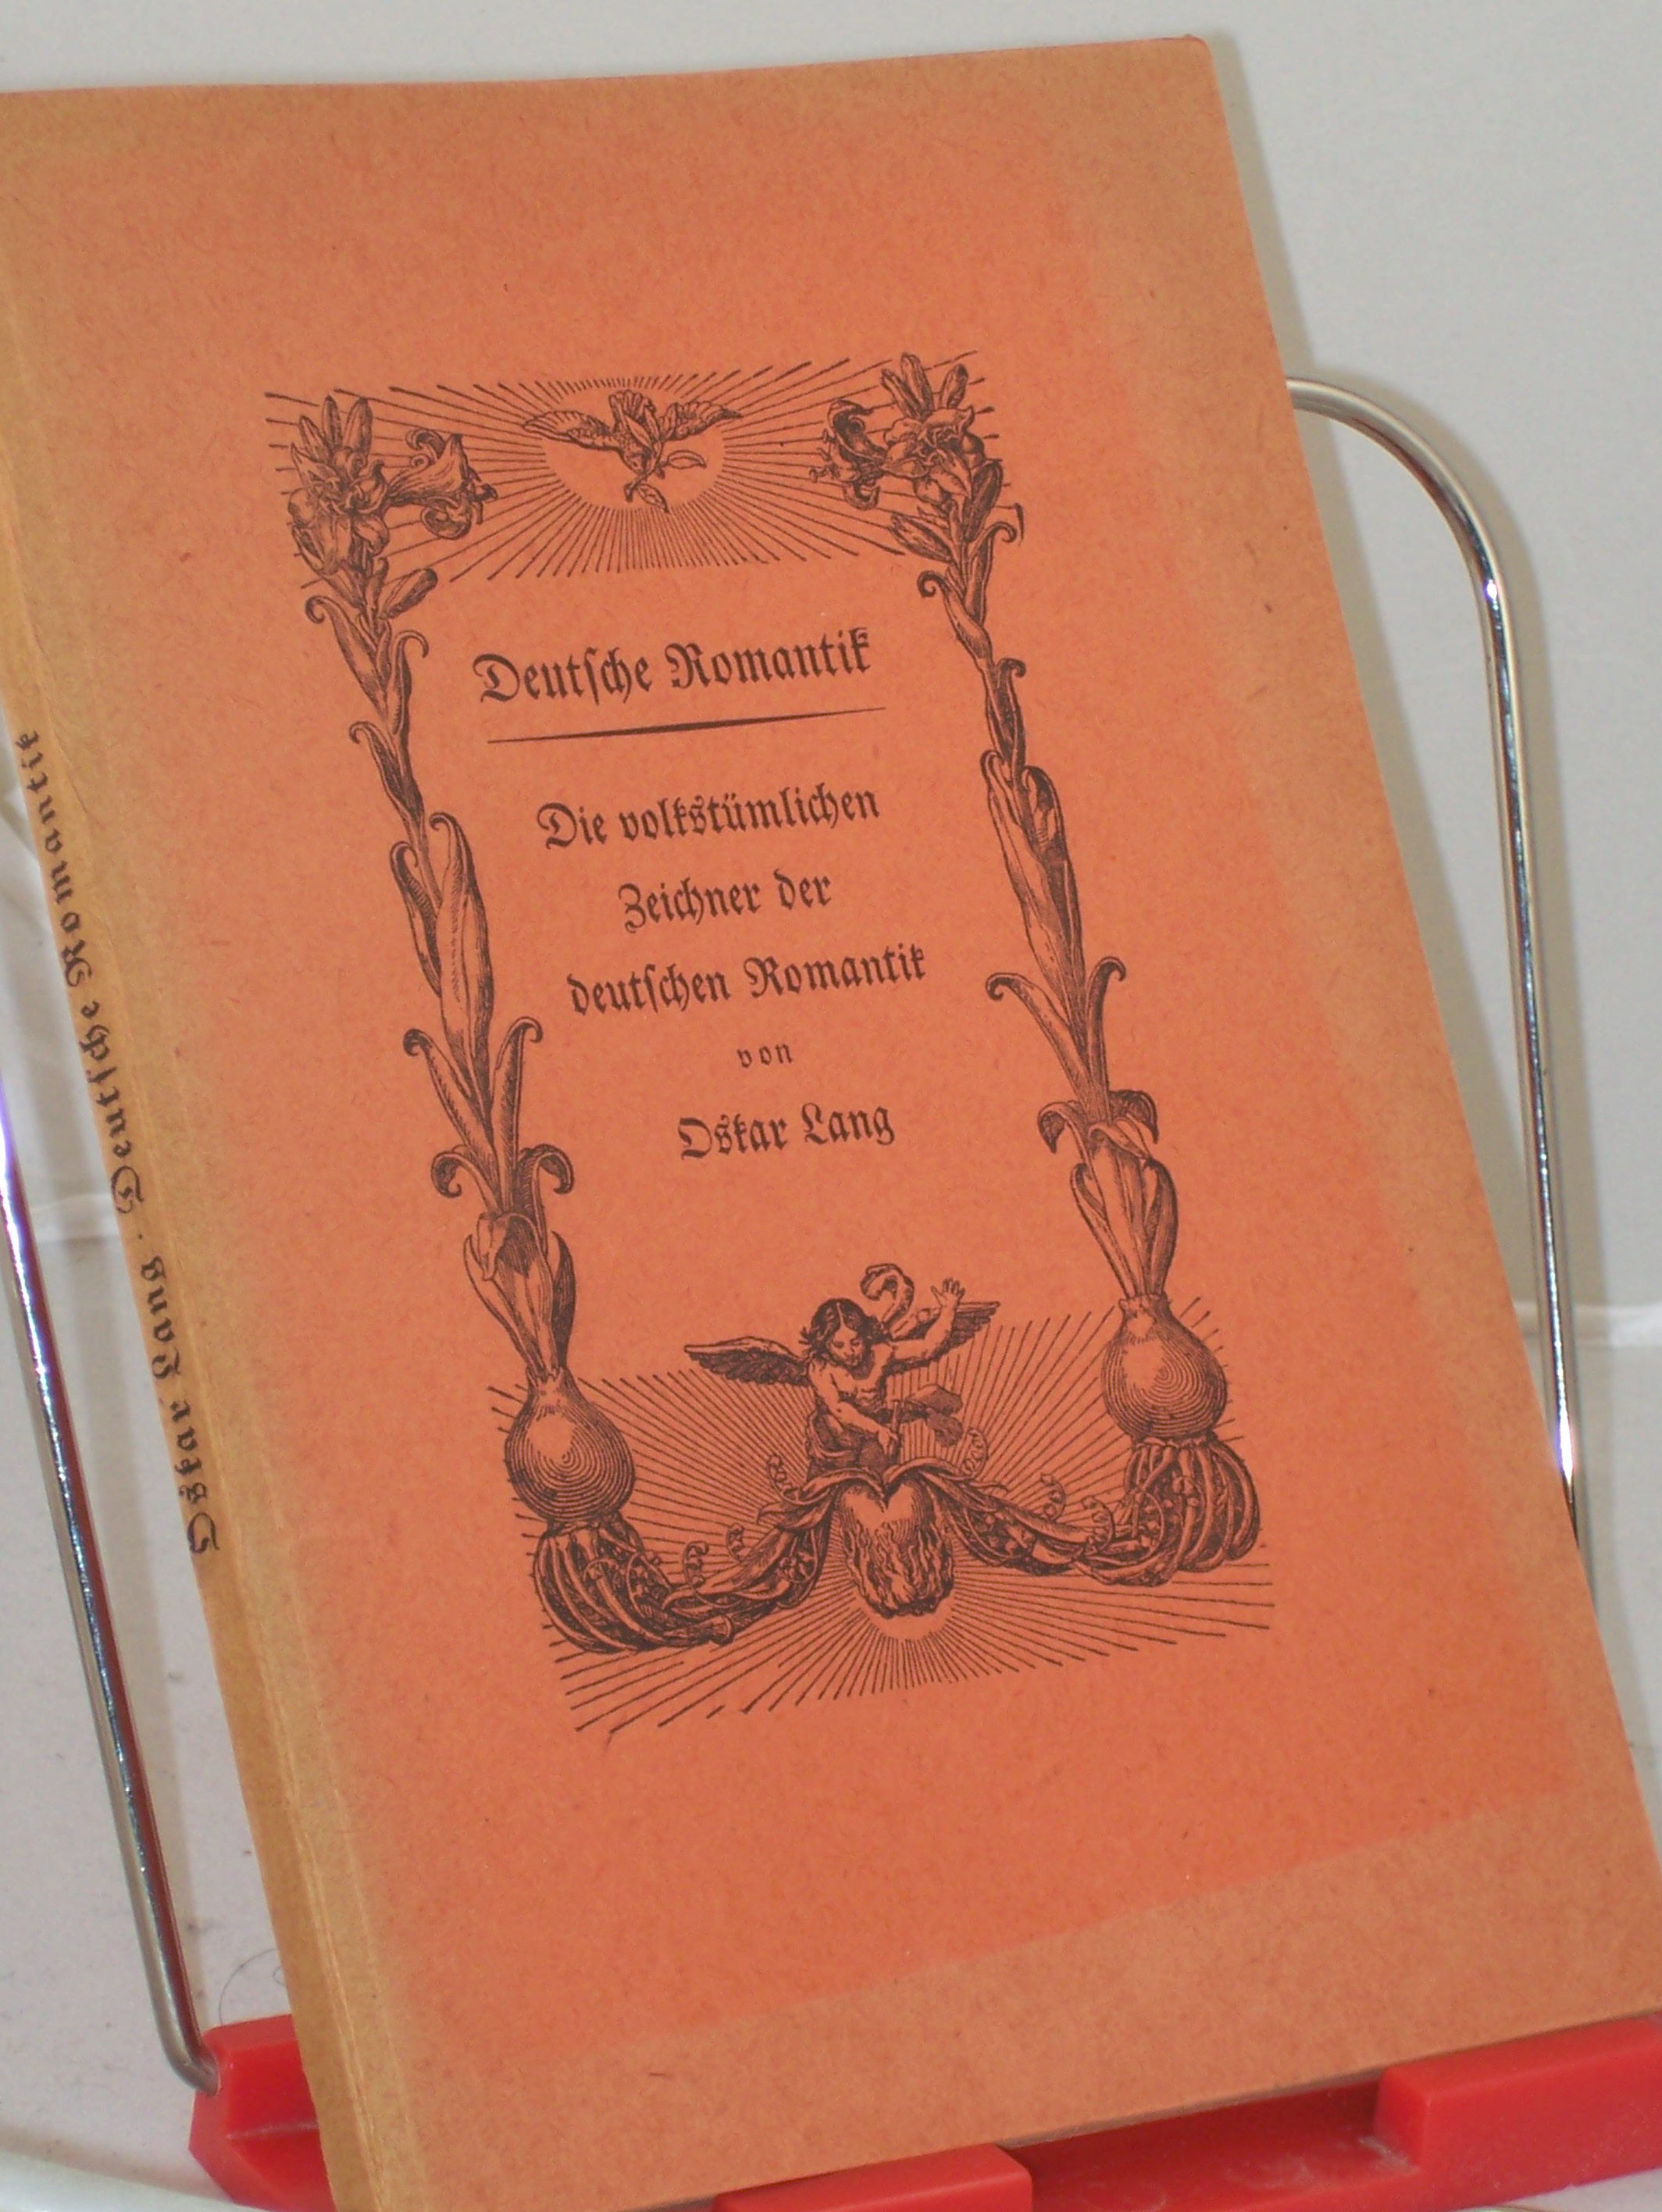 Deutſche Romantik
Die volkstümlichen
Zeichner der
deutſchen Romantik
von
Oskar Lang
Oskar Lang · Deutſche Romantik